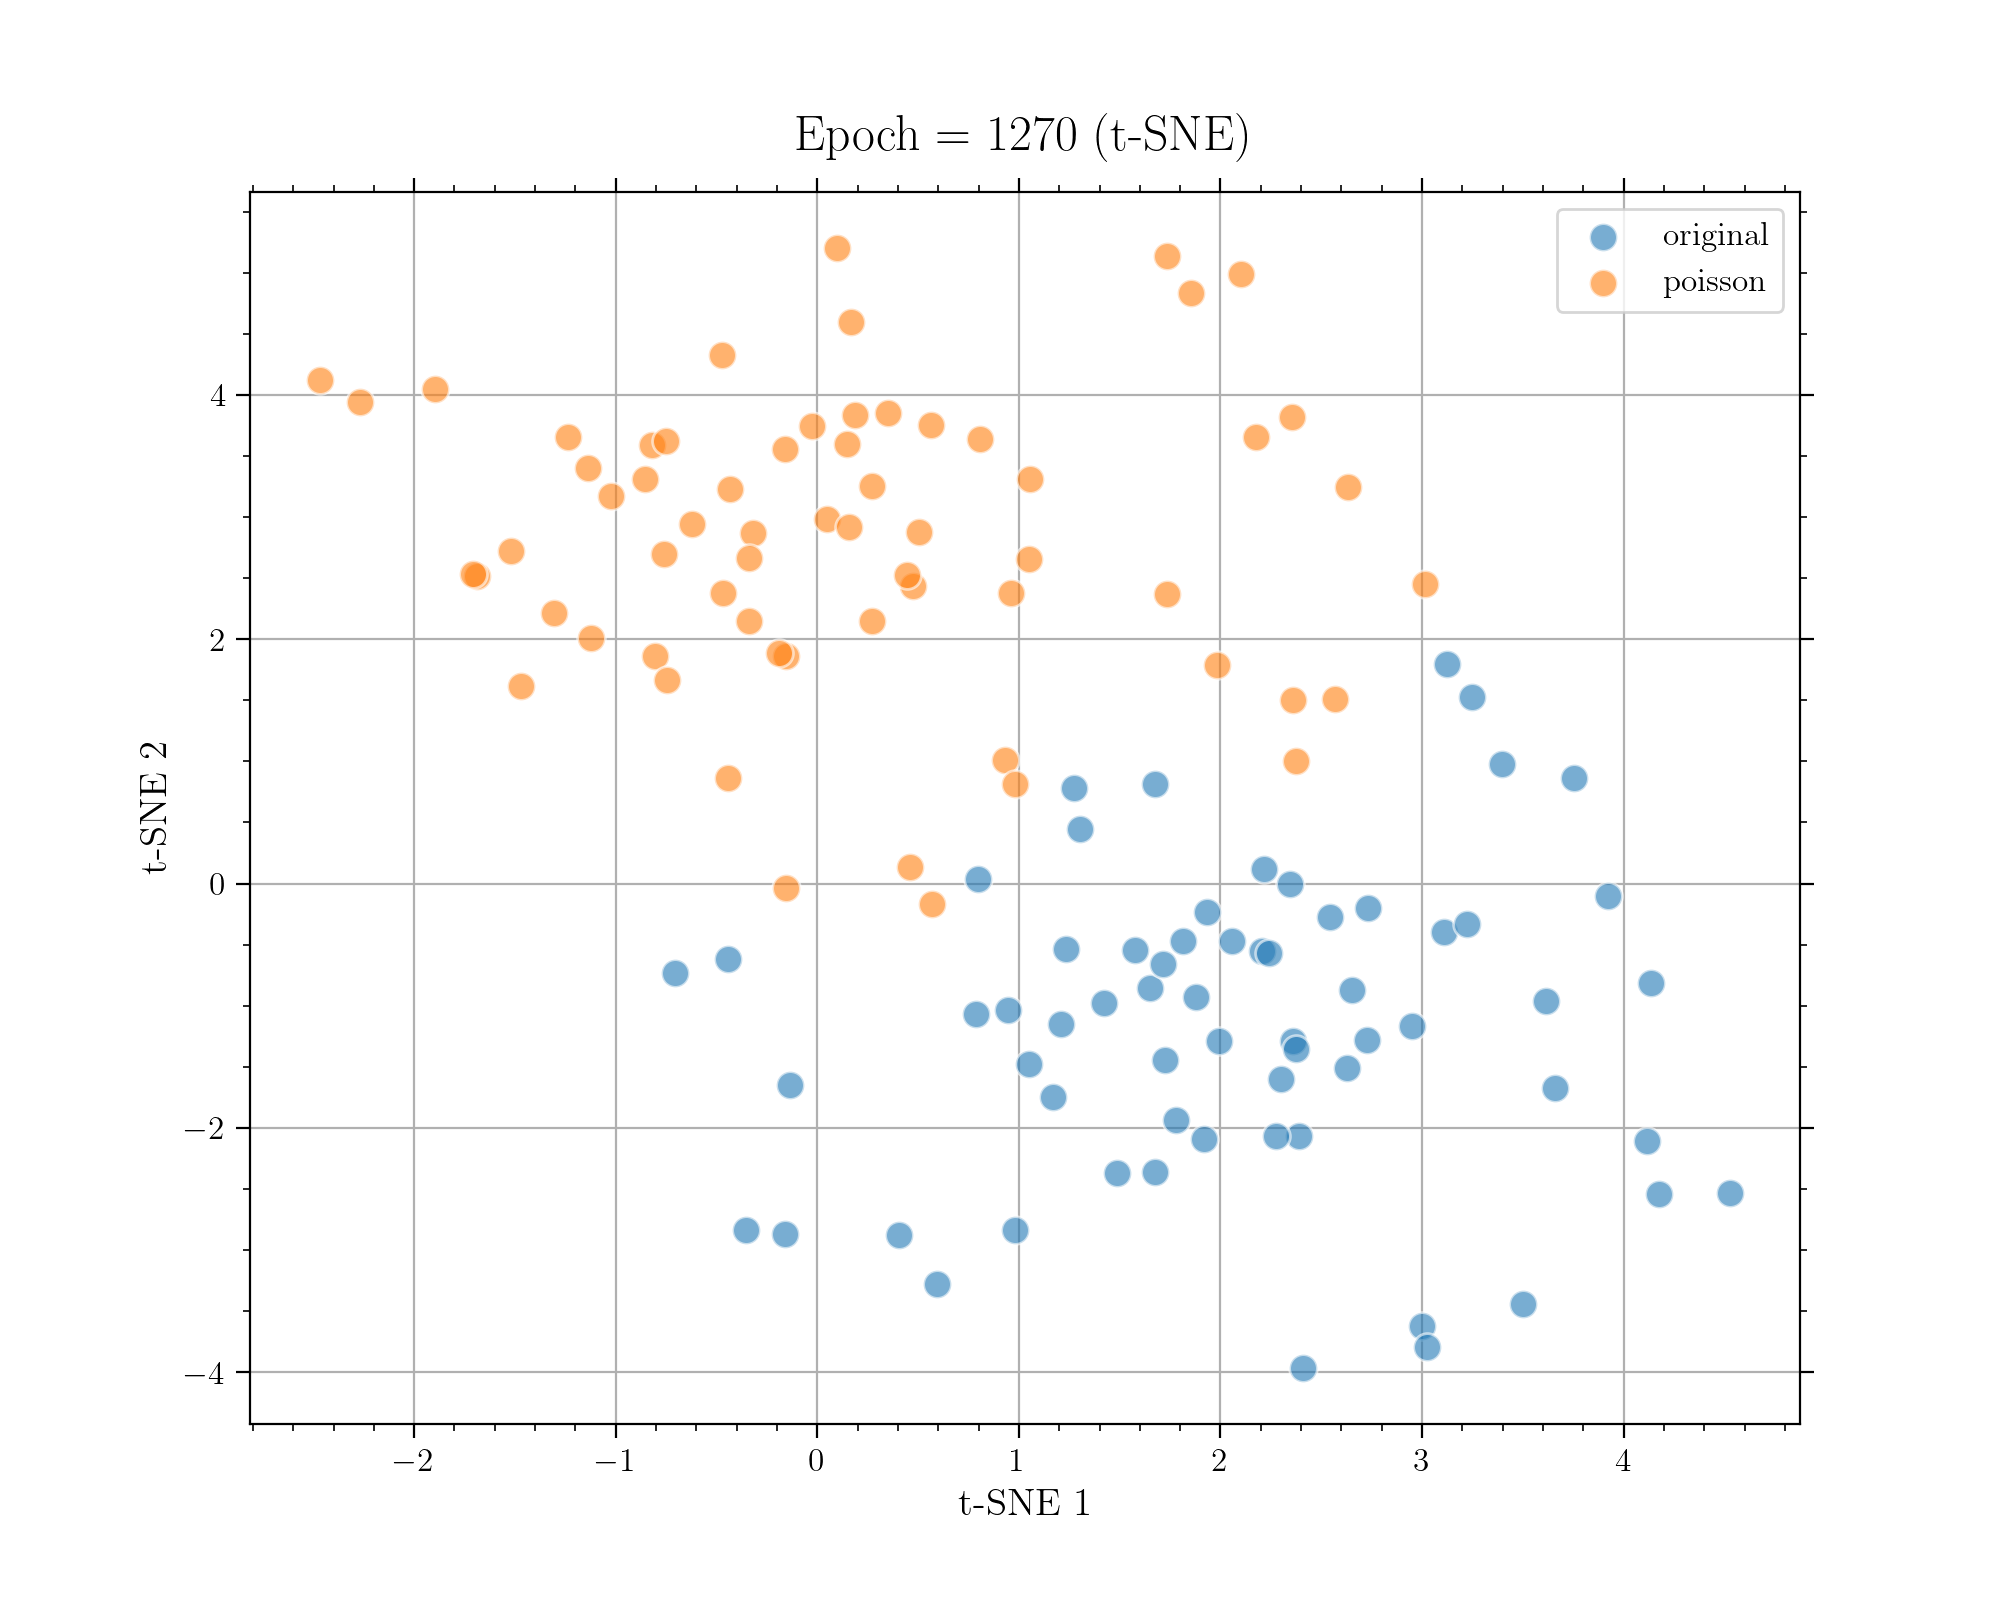 Epoch = 1270 (t-SNE)
original
poisson
4
2
0
−2
−4
t-SNE 2
−2
−1
0
1
2
3
4
t-SNE 1